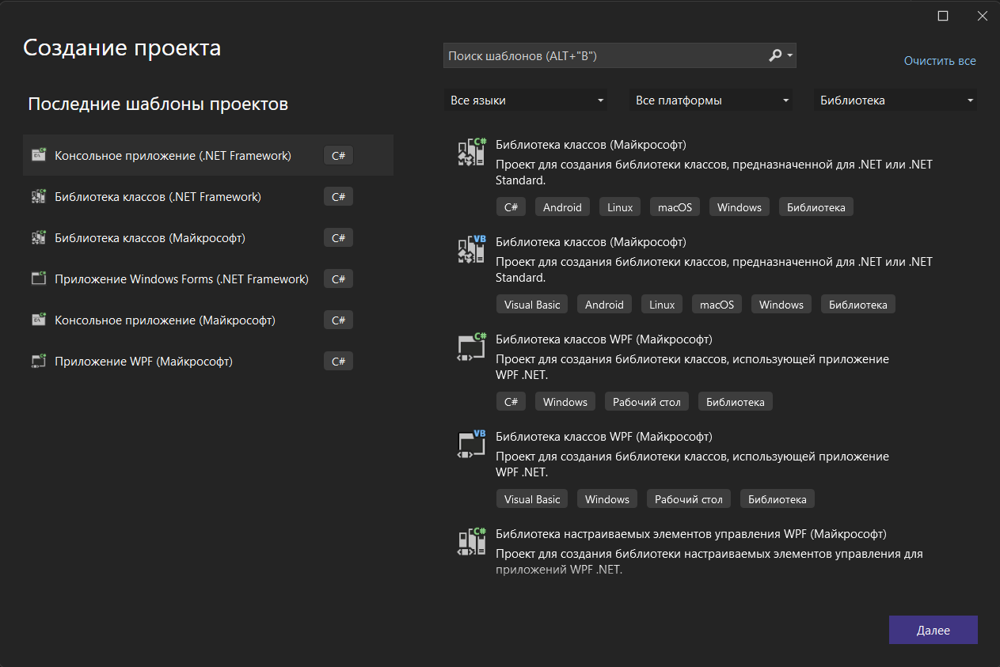 Создание проекта
Поиск шаблонов (ALT+"В")
Очистить все
Последние шаблоны проектов
Все языки
Все платформы
Библиотека
Консольное приложение (.NET Framework) C#
Библиотека классов (.NET Framework) C#
Библиотека классов (Майкрософт) C#
Приложение Windows Forms (.NET Framework) C#
Консольное приложение (Майкрософт) C#
Приложение WPF (Майкрософт) C#
C#
Библиотека классов (Майкрософт)
Проект для создания библиотеки классов, предназначенной для .NET или .NET
Standard.
C# Android Linux macOS Windows Библиотека
VB
Библиотека классов (Майкрософт)
Проект для создания библиотеки классов, предназначенной для .NET или .NET
Standard.
Visual Basic Android Linux macOS Windows Библиотека
C#
Библиотека классов WPF (Майкрософт)
Проект для создания библиотеки классов, использующей приложение
WPF .NET.
C# Windows Рабочий стол Библиотека
VB
Библиотека классов WPF (Майкрософт)
Проект для создания библиотеки классов, использующей приложение
WPF .NET.
Visual Basic Windows Рабочий стол Библиотека
C#
Библиотека настраиваемых элементов управления WPF (Майкрософт)
Проект для создания библиотеки настраиваемых элементов управления для
приложений WPF .NET.
Далее